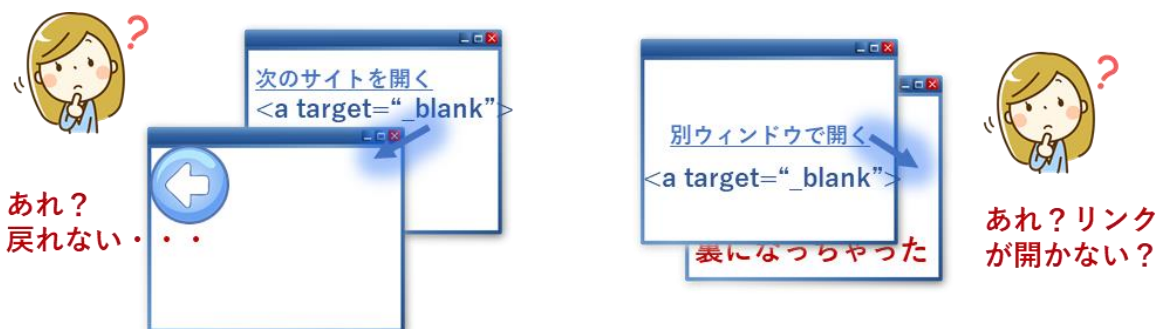 ?
次のサイトを開く
<a target=“_blank”>
あれ？
戻れない・・・
別ウィンドウで開く
<a target=“_blank”>
裏になっちゃった
?
あれ？リンク
が開かない？